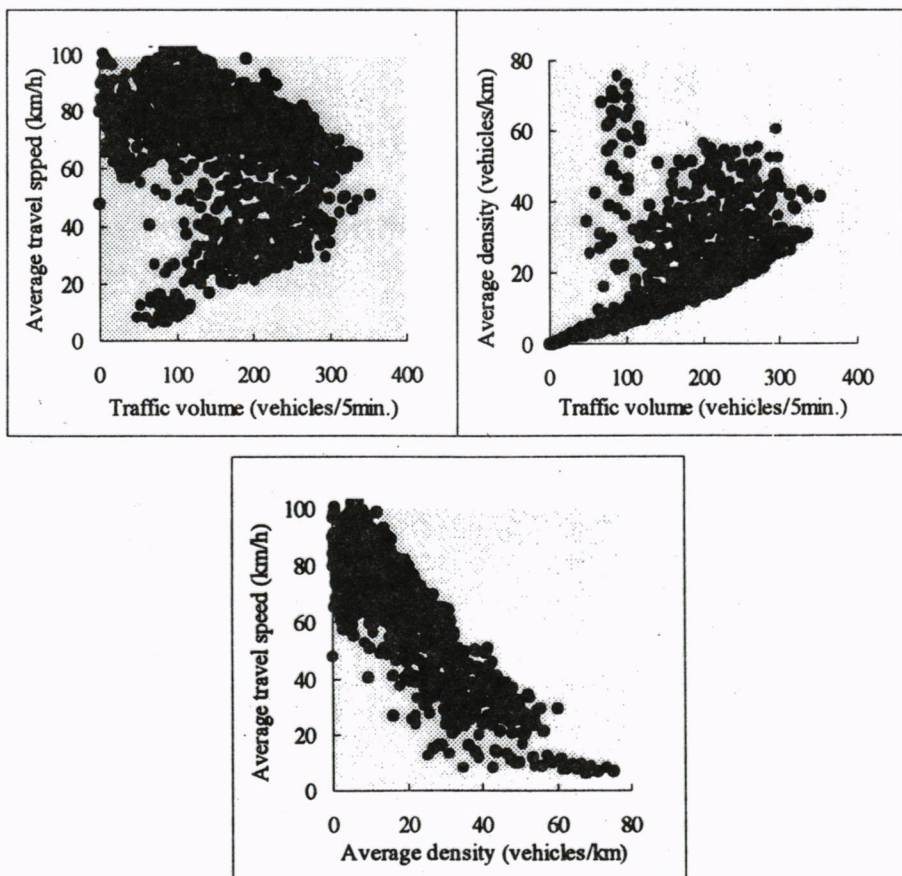 Average travel spped (km/h)
100
80
60
40
20
0
0 100 200 300 400
Traffic volume (vehicles/5min.)
Average density (vehicles/km)
80
60
40
20
0
0 100 200 300 400
Traffic volume (vehicles/5min.)
Average travel speed (km/h)
100
80
60
40
20
0
0 20 40 60 80
Average density (vehicles/km)